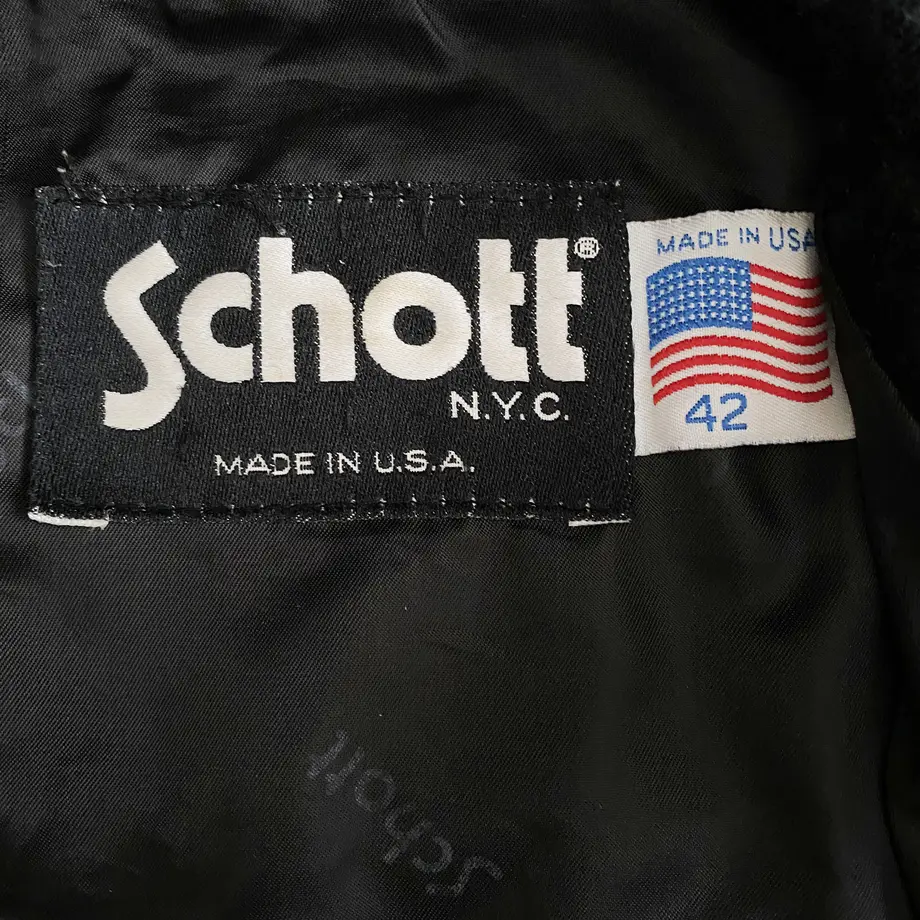 Schott®
N.Y.C.
MADE IN U.S.A.
MADE IN USA
42
Schott